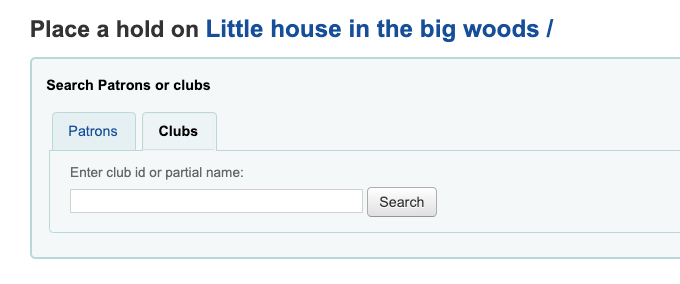 Place a hold on Little house in the big woods /
Search Patrons or clubs
Patrons Clubs
Enter club id or partial name:
Search